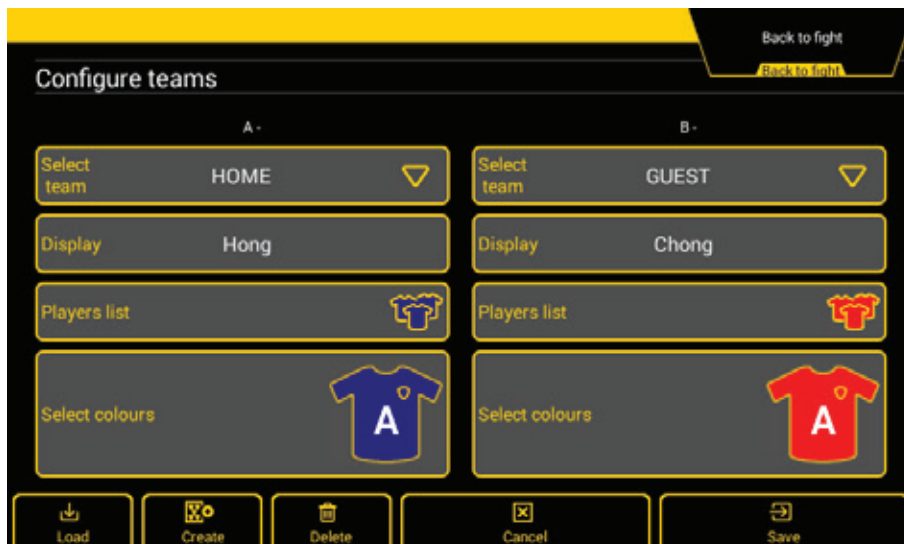 Back to fight
Back to fight
Configure teams
A - B -
Select team HOME Select team GUEST
Display Hong Display Chong
Players list Players list
Select colours A Select colours A
Load Create Delete Cancel Save